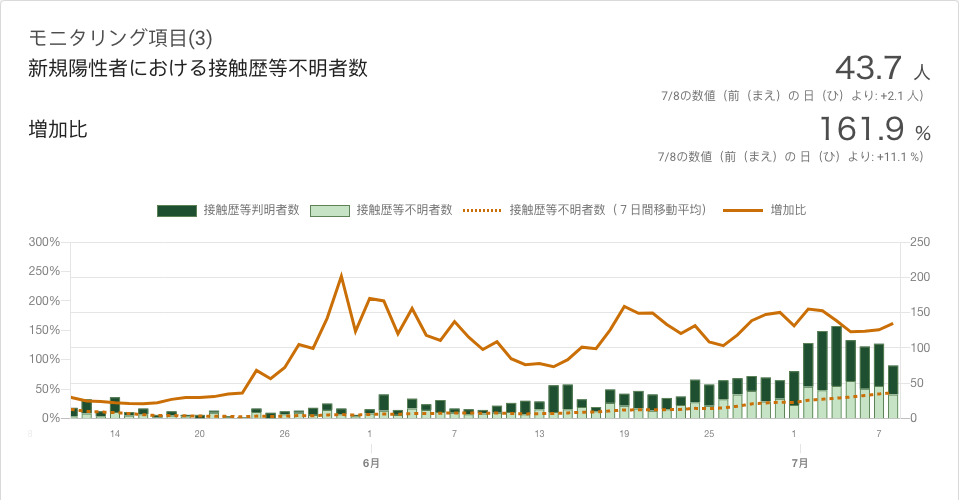 モニタリング項目(3)
新規陽性者における接触歴等不明者数
43.7 人
7/8の数値（前（まえ）の 日（ひ）より: +2.1 人）
増加比
161.9 %
7/8の数値（前（まえ）の 日（ひ）より: +11.1 %）
接触歴等判明者数 接触歴等不明者数 接触歴等不明者数（７日間移動平均） 増加比
300% 250
250%
200% 200
150% 150
100% 100
50% 50
0% 0
8 14 20 26 1 7 13 19 25 1 7
6月 7月